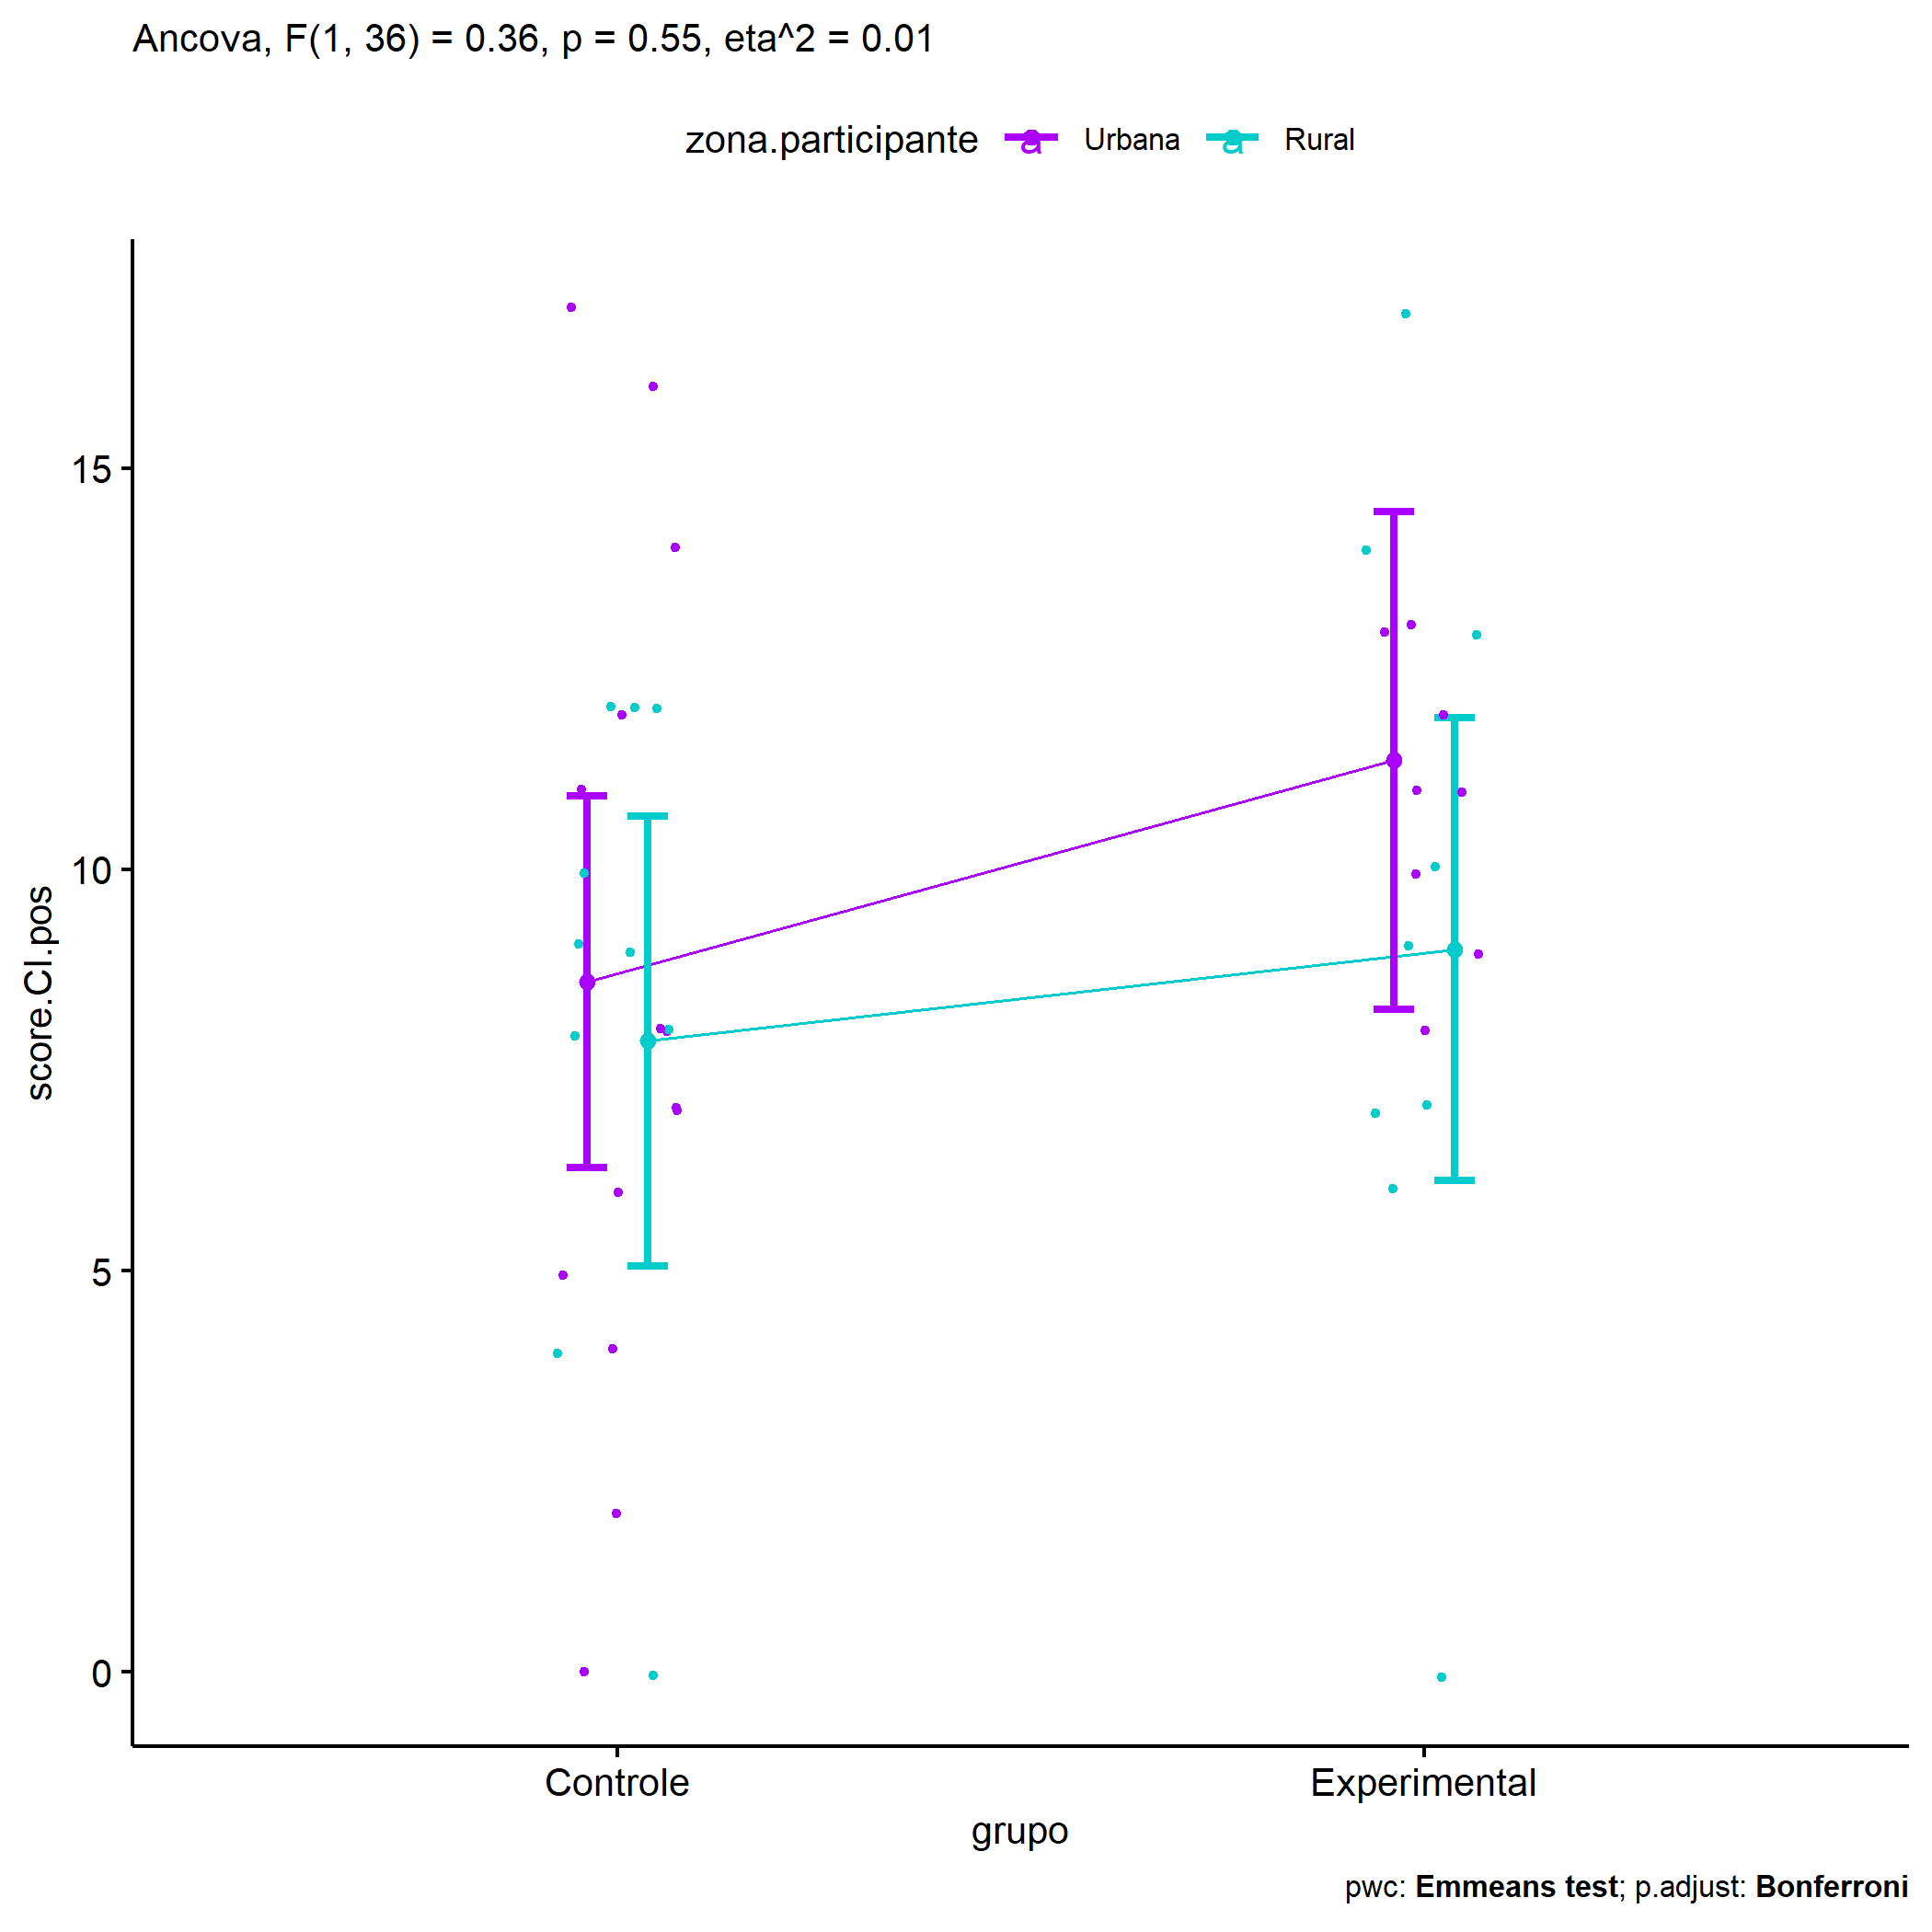 Ancova, F(1, 36) = 0.36, p = 0.55, eta^2 = 0.01
zona.participante a Urbana a Rural
15
10
5
0
score.CI.pos
Controle Experimental
grupo
pwc: Emmeans test; p.adjust: Bonferroni